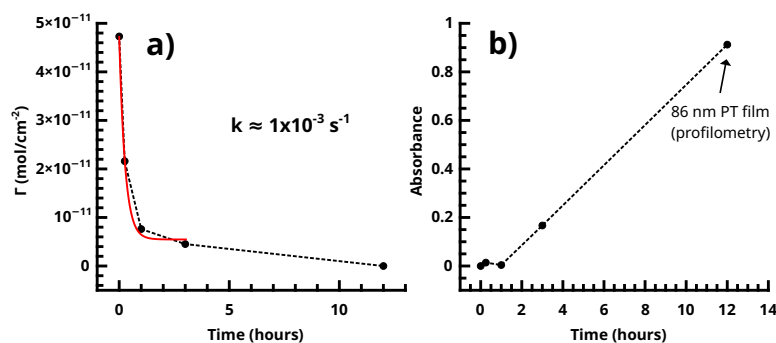 a)
5×10⁻¹¹
4×10⁻¹¹
3×10⁻¹¹
2×10⁻¹¹
10⁻¹¹
0
Γ (mol/cm⁻²)
k ≈ 1x10⁻³ s⁻¹
0 5 10
Time (hours)
b)
1
0.8
0.6
0.4
0.2
0
Absorbance
86 nm PT film
(profilometry)
0 2 4 6 8 10 12 14
Time (hours)